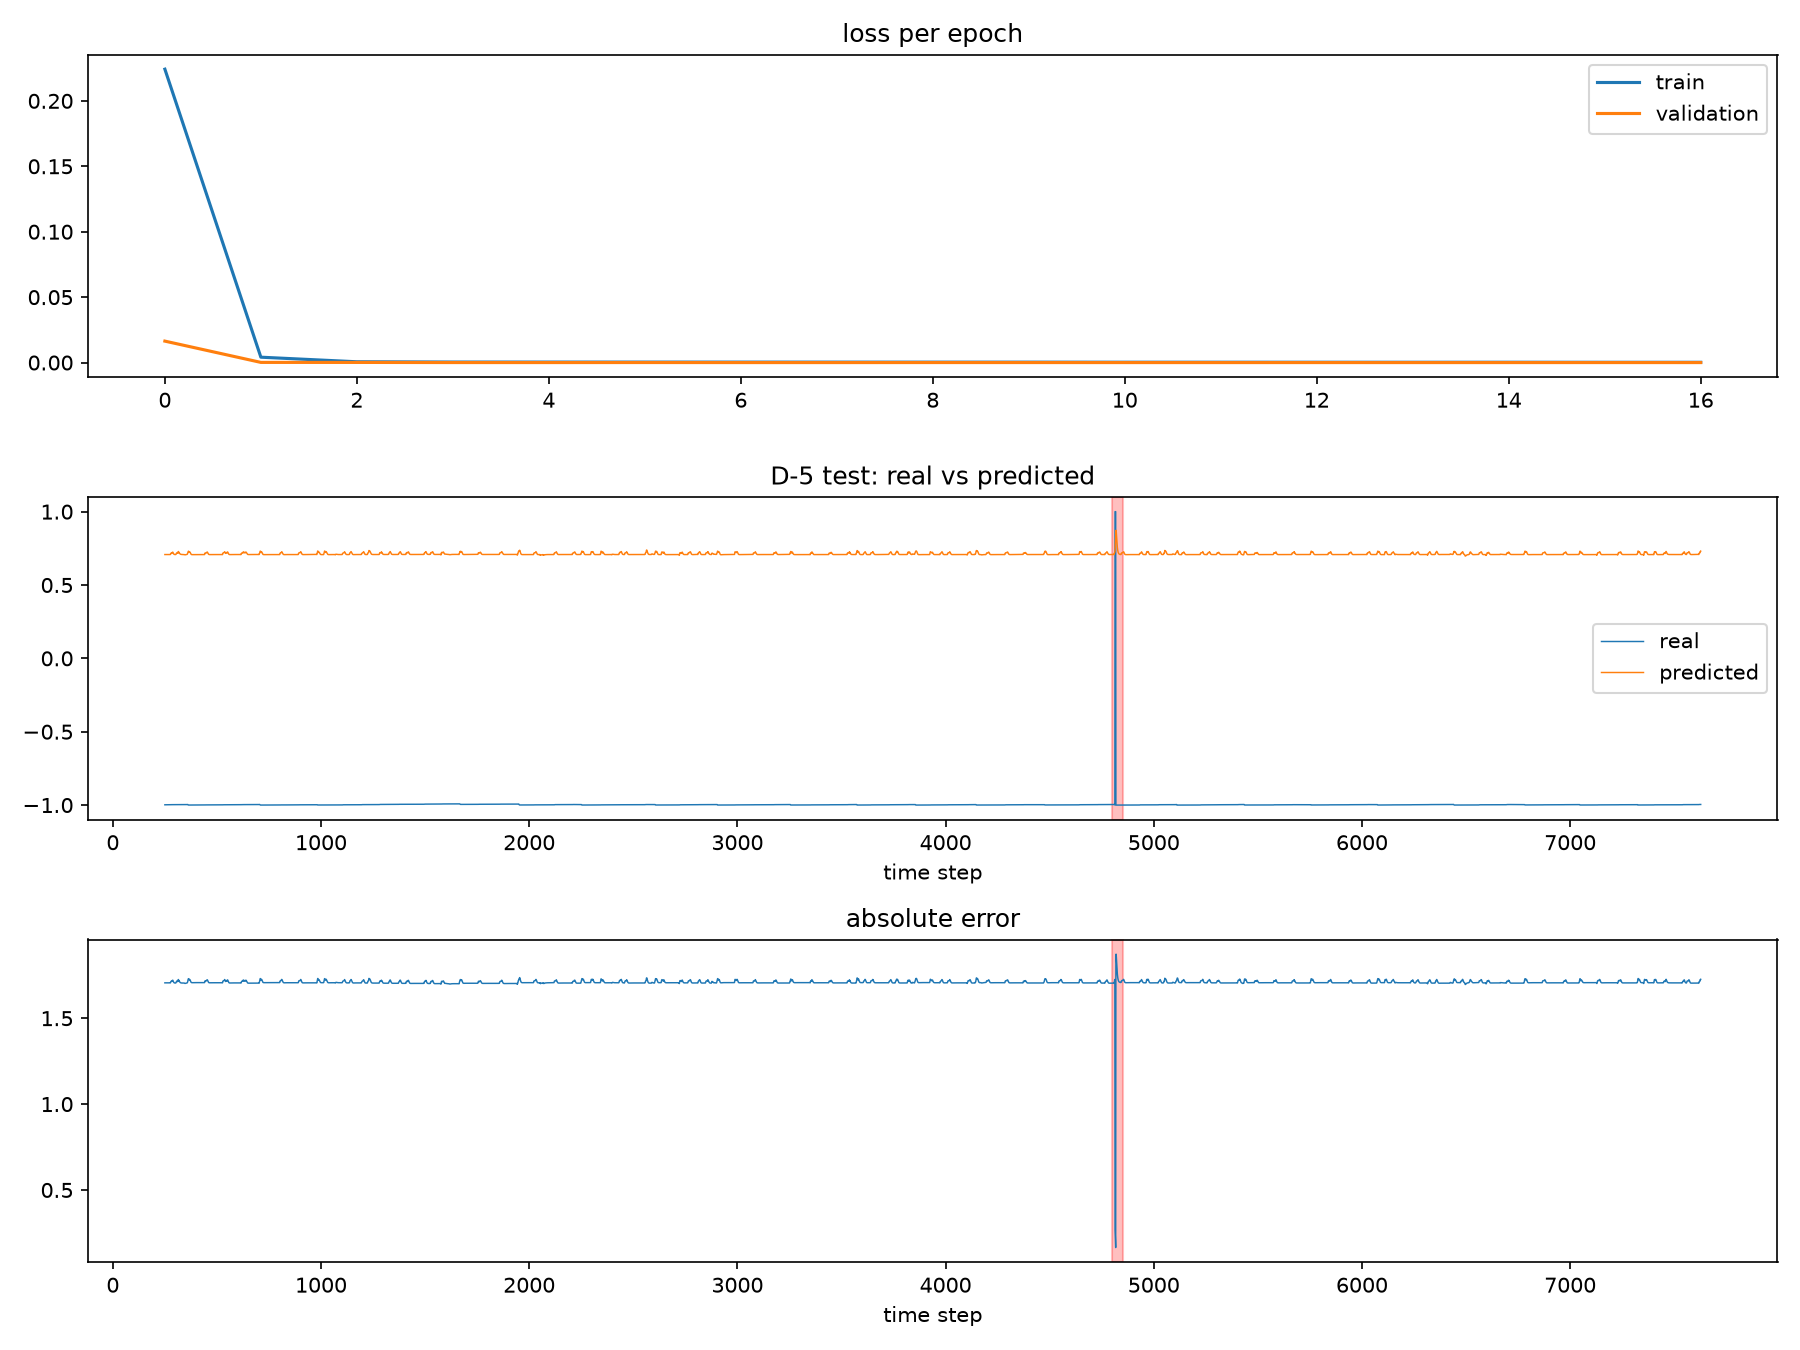 loss per epoch
0.20
0.15
0.10
0.05
0.00
train
validation
0 2 4 6 8 10 12 14 16
D-5 test: real vs predicted
1.0
0.5
0.0
−0.5
−1.0
real
predicted
0 1000 2000 3000 4000 5000 6000 7000
time step
absolute error
1.5
1.0
0.5
0 1000 2000 3000 4000 5000 6000 7000
time step